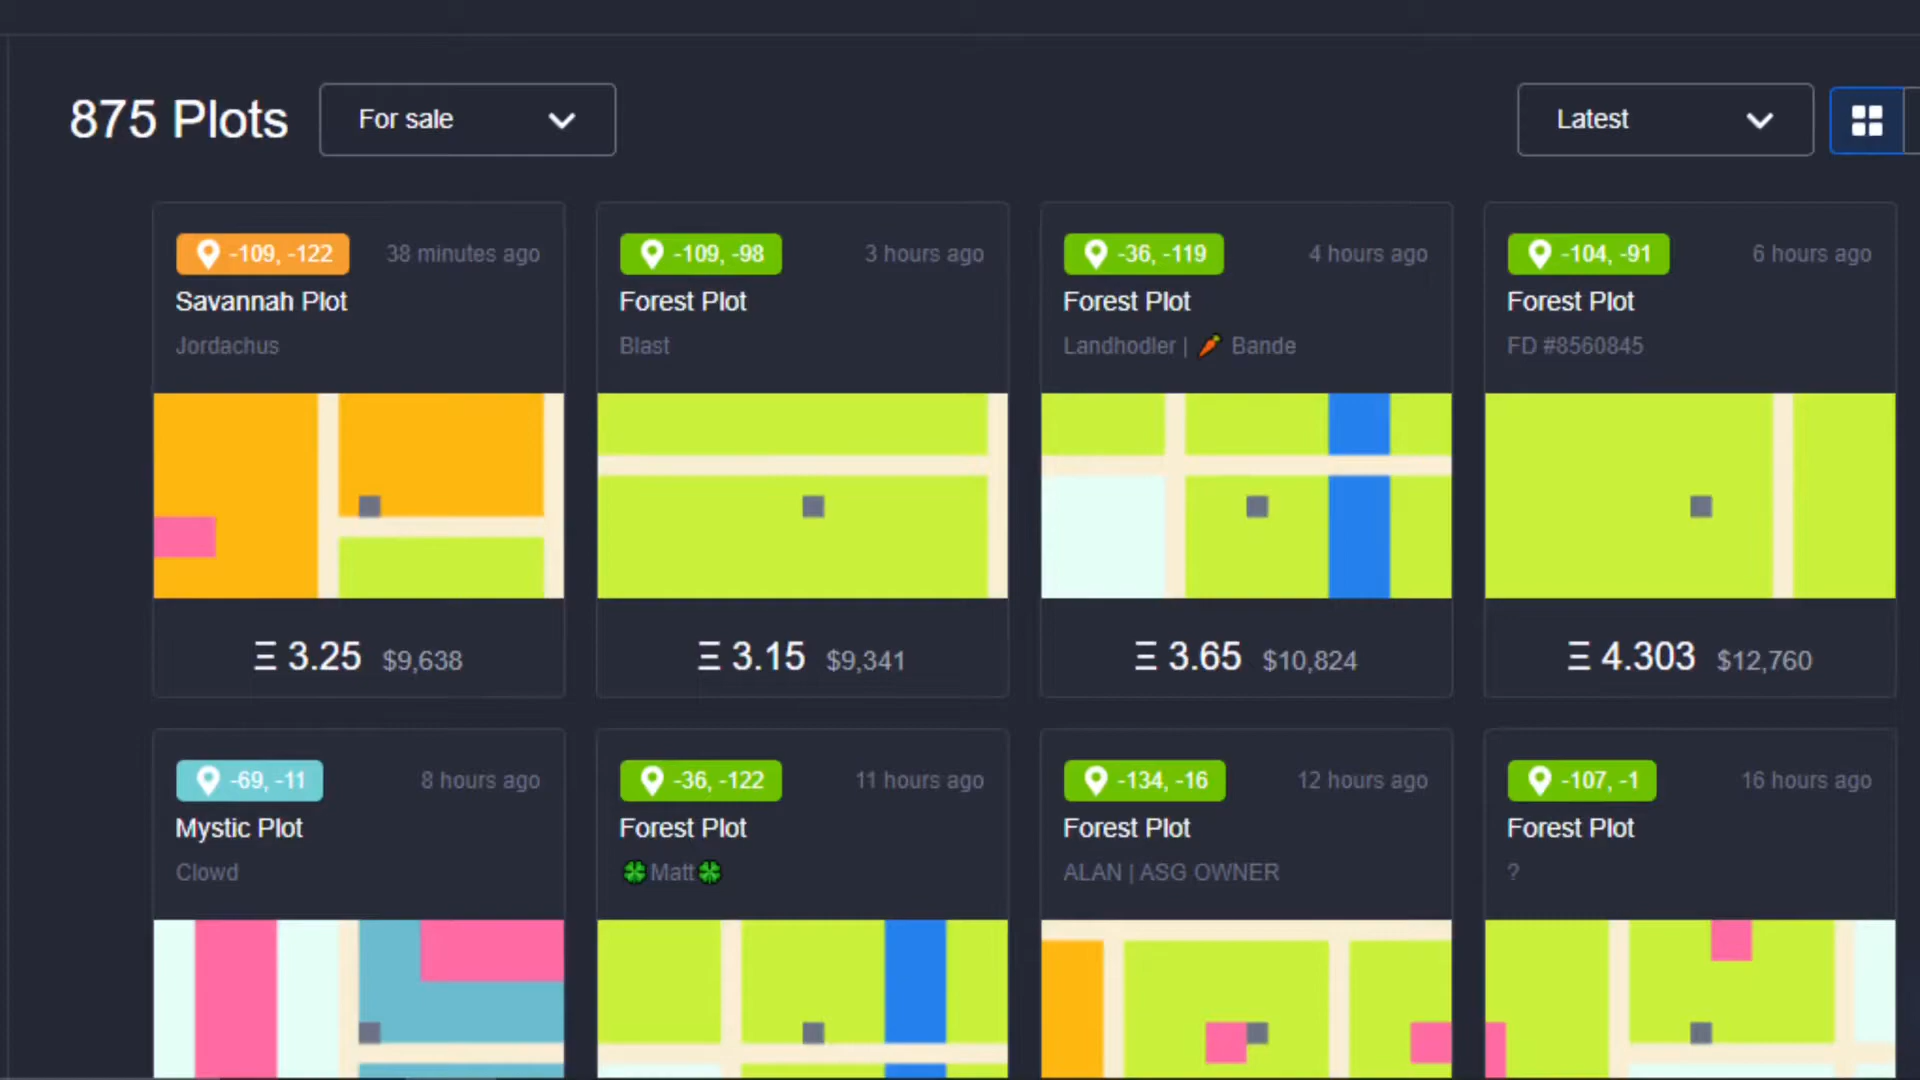 875 Plots
For sale
Latest
-109, -122
38 minutes ago
Savannah Plot
Jordachus
Ξ 3.25 $9,638
-109, -98
3 hours ago
Forest Plot
Blast
Ξ 3.15 $9,341
-36, -119
4 hours ago
Forest Plot
Landhodler | 🥕 Bande
Ξ 3.65 $10,824
-104, -91
6 hours ago
Forest Plot
FD #8560845
Ξ 4.303 $12,760
-69, -11
8 hours ago
Mystic Plot
Clowd
-36, -122
11 hours ago
Forest Plot
🍀Matt🍀
-134, -16
12 hours ago
Forest Plot
ALAN | ASG OWNER
-107, -1
16 hours ago
Forest Plot
?